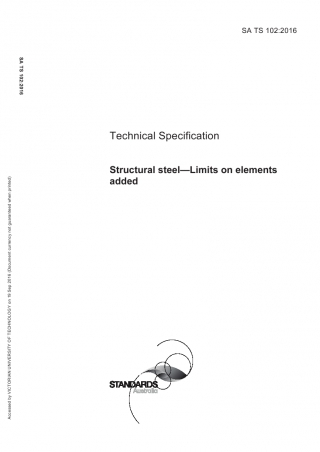 SA TS 102:2016
SA TS 102:2016
Technical Specification
Structural steel—Limits on elements
added
Accessed by VICTORIAN UNIVERSITY OF TECHNOLOGY on 16 Sep 2016 (Document currency not guaranteed when printed)
STANDARDS
Australia